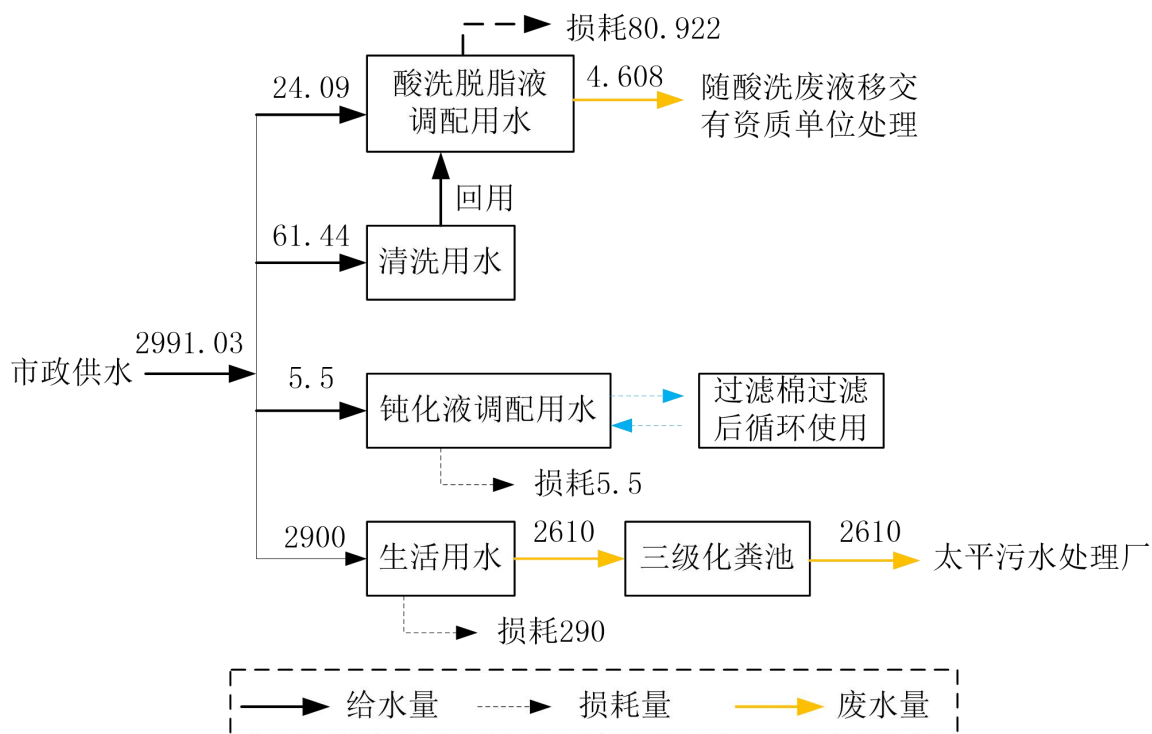 损耗80.922
24.09
酸洗脱脂液
调配用水
4.608
随酸洗废液移交
有资质单位处理
回用
61.44
清洗用水
市政供水
2991.03
5.5
钝化液调配用水
过滤棉过滤
后循环使用
损耗5.5
2900
生活用水
2610
三级化粪池
2610
太平污水处理厂
损耗290
给水量
损耗量
废水量